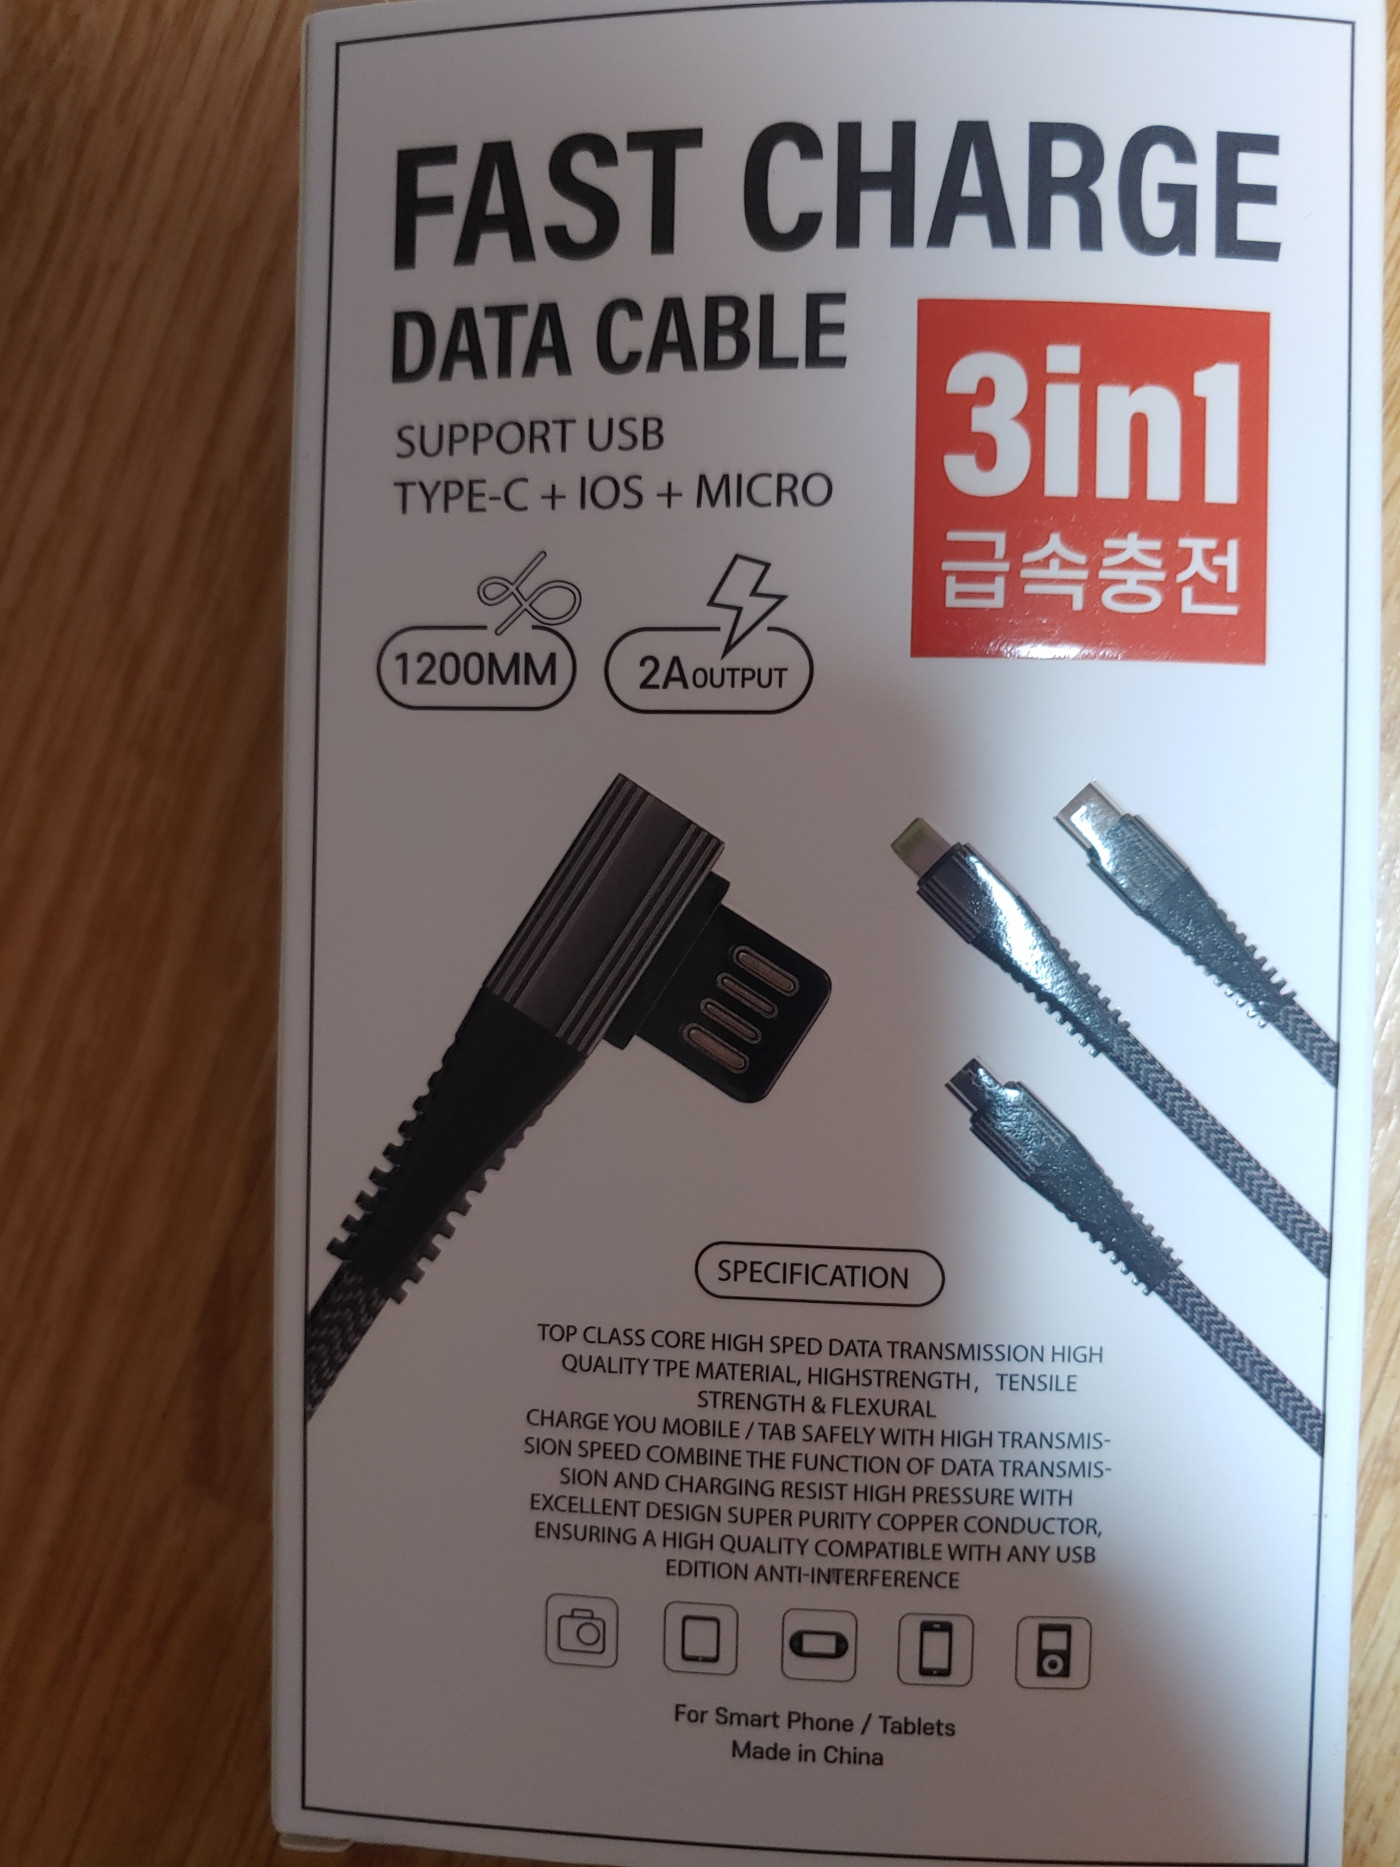 FAST CHARGE
DATA CABLE
SUPPORT USB
TYPE-C + IOS + MICRO
3in1
급속충전
1200MM
2A OUTPUT
SPECIFICATION
TOP CLASS CORE HIGH SPED DATA TRANSMISSION HIGH
QUALITY TPE MATERIAL, HIGHSTRENGTH, TENSILE
STRENGTH & FLEXURAL
CHARGE YOU MOBILE / TAB SAFELY WITH HIGH TRANSMIS-
SION SPEED COMBINE THE FUNCTION OF DATA TRANSMIS-
SION AND CHARGING RESIST HIGH PRESSURE WITH
EXCELLENT DESIGN SUPER PURITY COPPER CONDUCTOR,
ENSURING A HIGH QUALITY COMPATIBLE WITH ANY USB
EDITION ANTI-INTERFERENCE
For Smart Phone / Tablets
Made in China